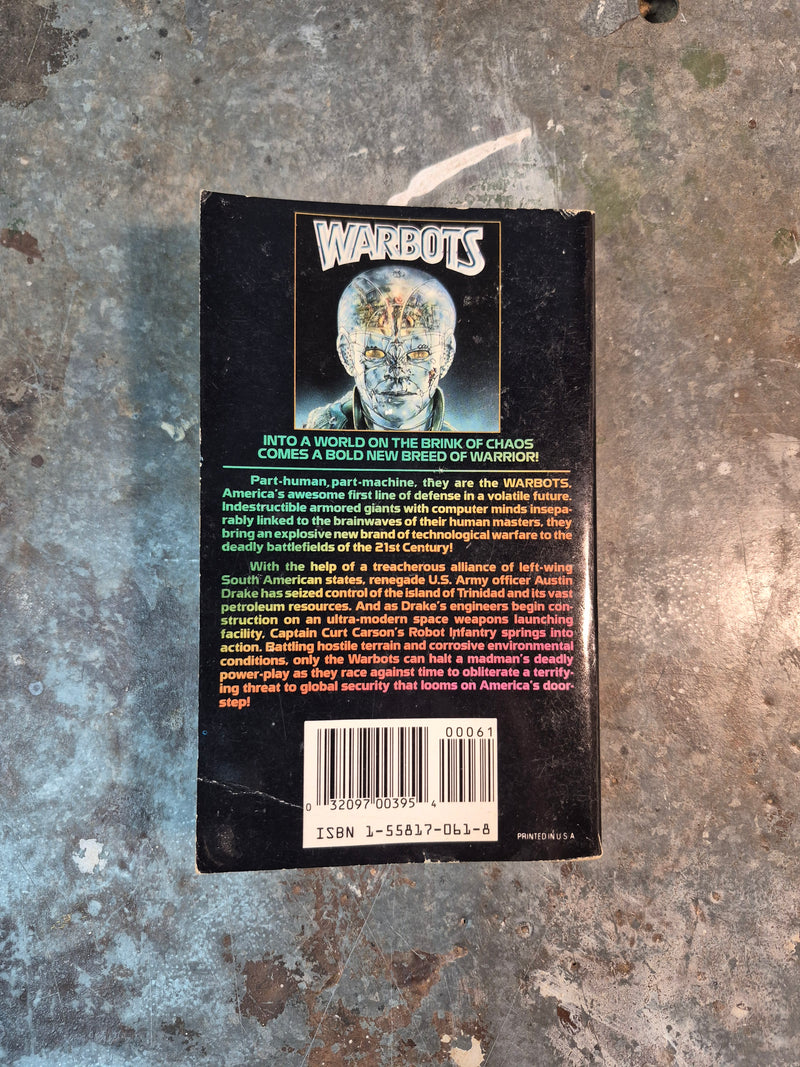 WARBOTS
INTO A WORLD ON THE BRINK OF CHAOS
COMES A BOLD NEW BREED OF WARRIOR!
Part-human, part-machine, they are the WARBOTS,
America's awesome first line of defense in a volatile future.
Indestructible armored giants with computer minds insepa-
rably linked to the brainwaves of their human masters, they
bring an explosive new brand of technological warfare to the
deadly battlefields of the 21st Century!
With the help of a treacherous alliance of left-wing
South American states, renegade U.S. Army officer Austin
Drake has seized control of the island of Trinidad and its vast
petroleum resources. And as Drake's engineers begin con-
struction on an ultra-modern space weapons launching
facility, Captain Curt Carson's Robot Infantry springs into
action. Battling hostile terrain and corrosive environmental
conditions, only the Warbots can halt a madman's deadly
power-play as they race against time to obliterate a terrify-
ing threat to global security that looms on America's door-
step!
00061
0 32097 00395 4
ISBN 1-55817-061-8
PRINTED IN U S A